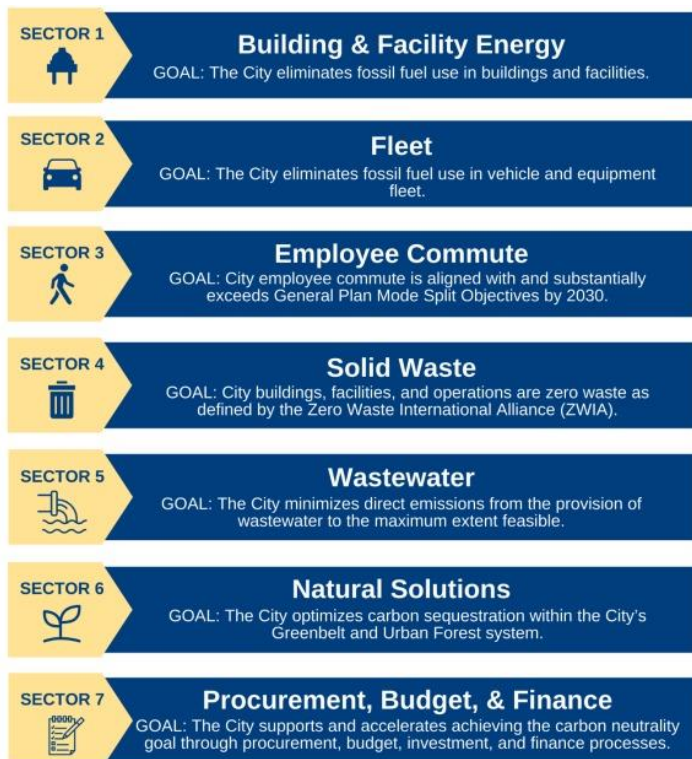 SECTOR 1
Building & Facility Energy
GOAL: The City eliminates fossil fuel use in buildings and facilities.
SECTOR 2
Fleet
GOAL: The City eliminates fossil fuel use in vehicle and equipment
fleet.
SECTOR 3
Employee Commute
GOAL: City employee commute is aligned with and substantially
exceeds General Plan Mode Split Objectives by 2030.
SECTOR 4
Solid Waste
GOAL: City buildings, facilities, and operations are zero waste as
defined by the Zero Waste International Alliance (ZWIA).
SECTOR 5
Wastewater
GOAL: The City minimizes direct emissions from the provision of
wastewater to the maximum extent feasible.
SECTOR 6
Natural Solutions
GOAL: The City optimizes carbon sequestration within the City’s
Greenbelt and Urban Forest system.
SECTOR 7
Procurement, Budget, & Finance
GOAL: The City supports and accelerates achieving the carbon neutrality
goal through procurement, budget, investment, and finance processes.